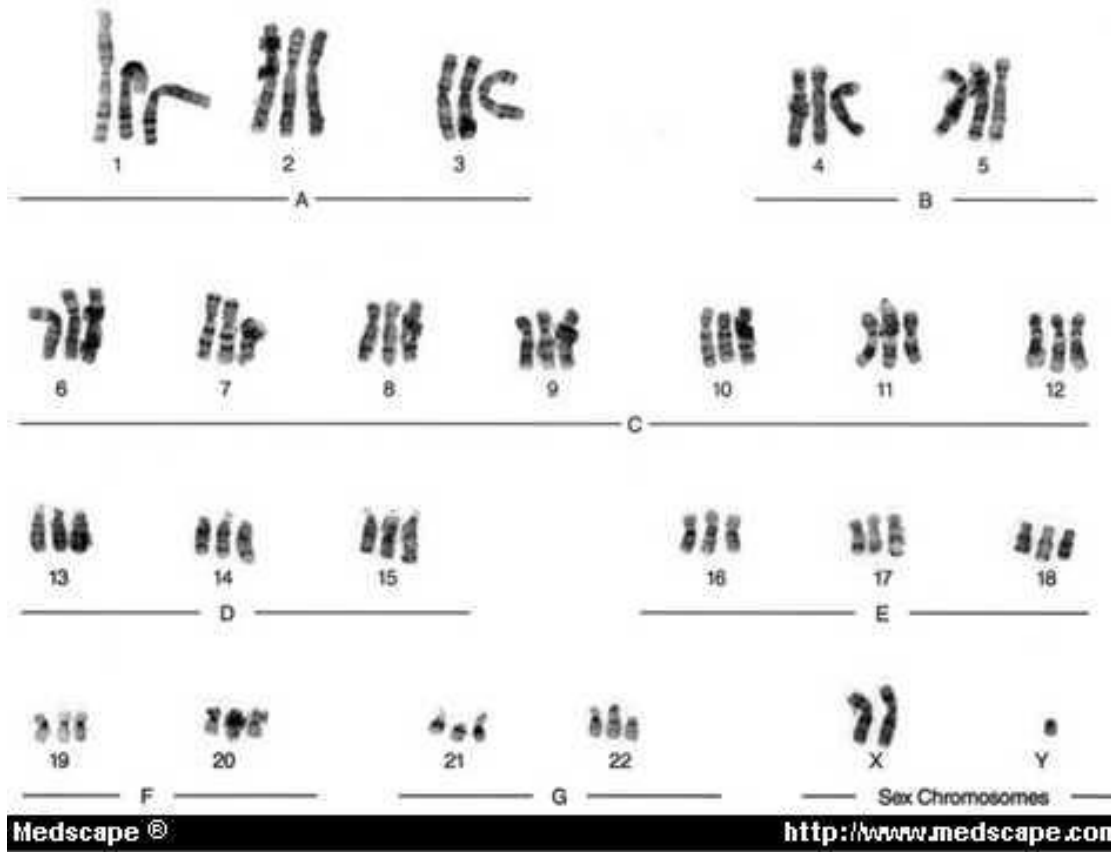 1 2 3 4 5
A B
6 7 8 9 10 11 12
C
13 14 15 16 17 18
D E
19 20 21 22 X Y
F G Sex Chromosomes
Medscape ® http://www.medscape.com